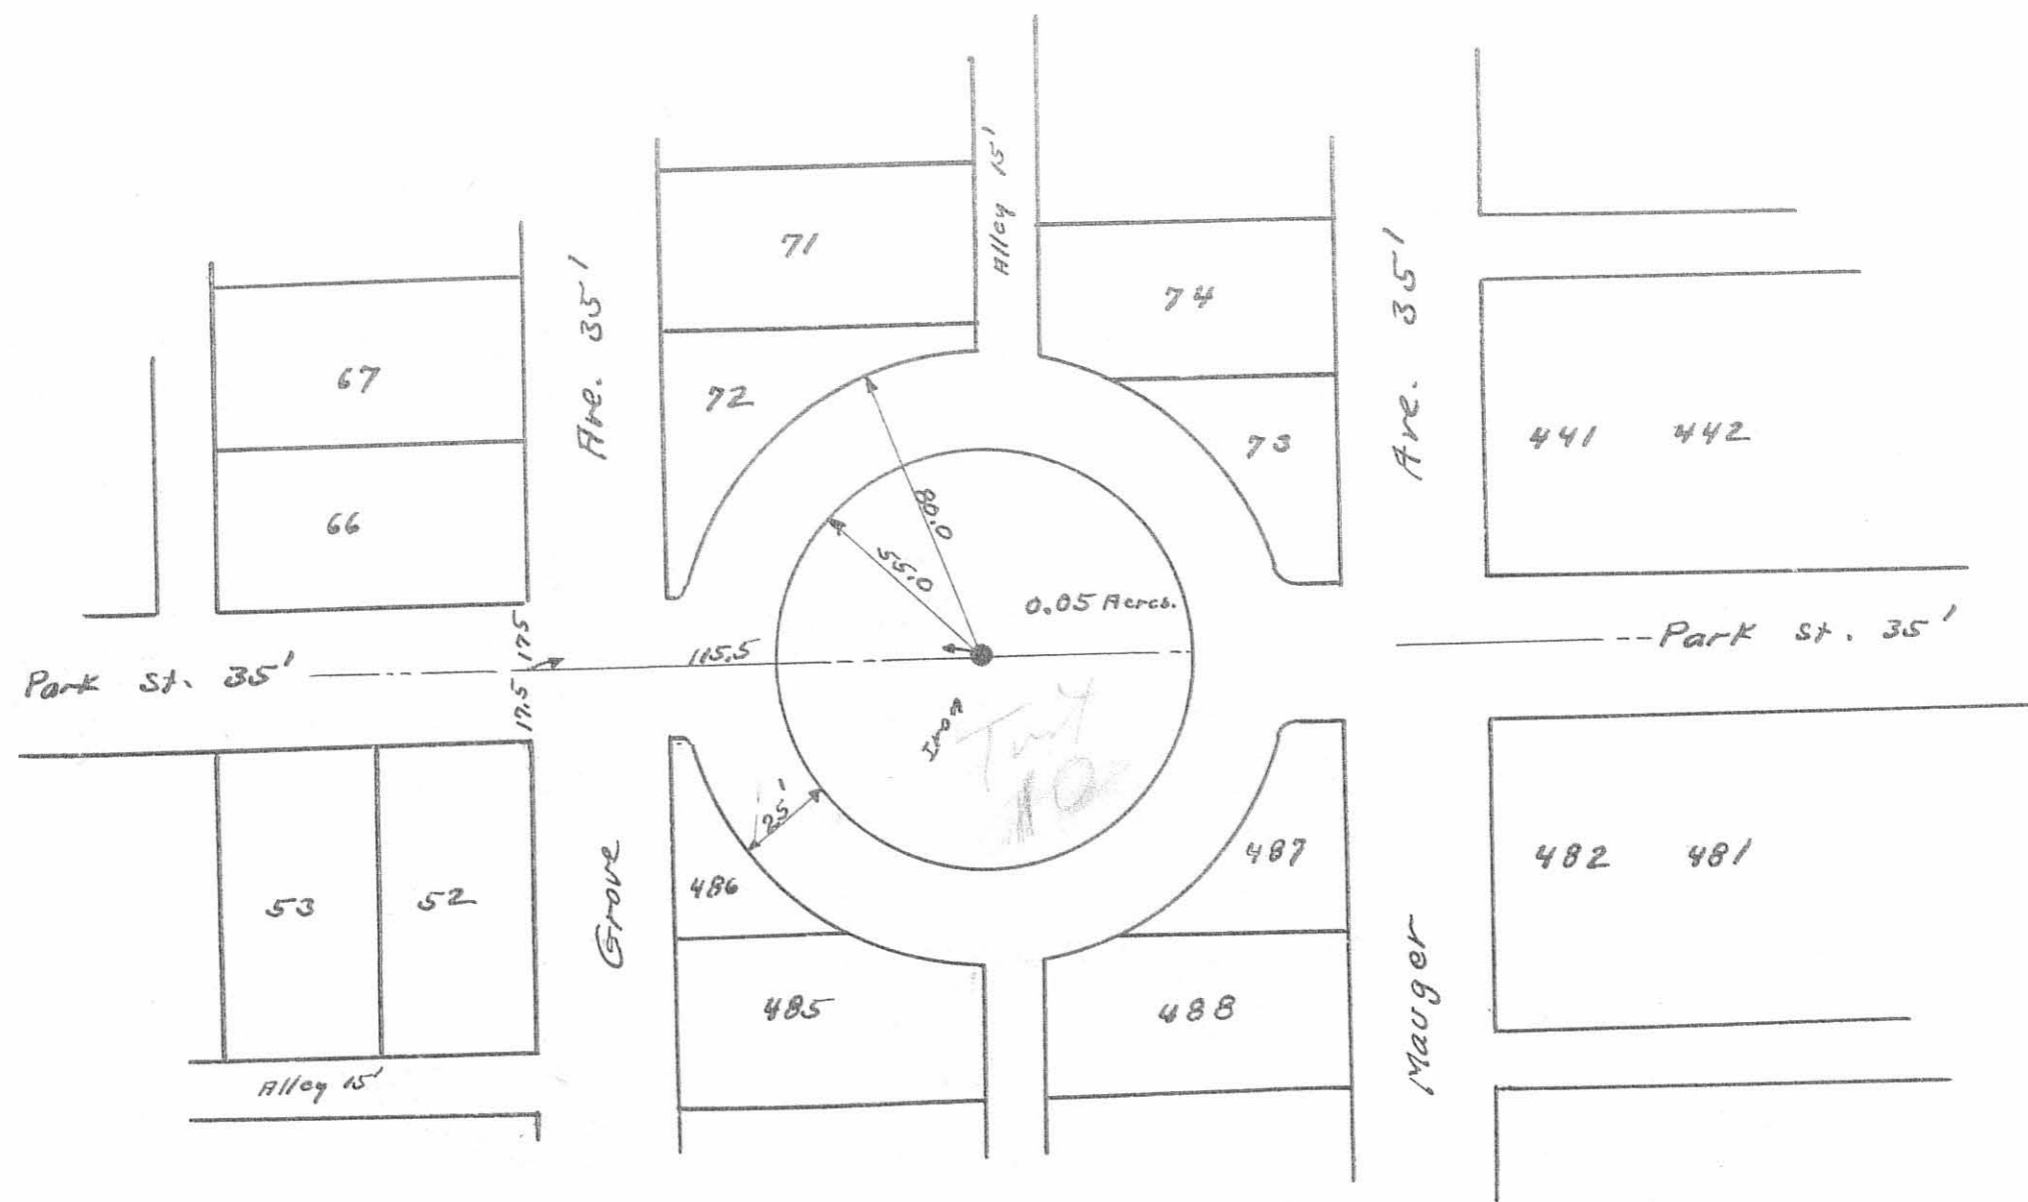 Alley 15'
71
74
Ave. 35'
Ave. 35'
67
72
73
441 442
66
80.0
55.0
0.05 Acres.
17.5
115.5
Park St. 35'
Park St. 35'
17.5
Iron
25'
486
487
482 481
53 52
Grove
485
488
Mauger
Alley 15'